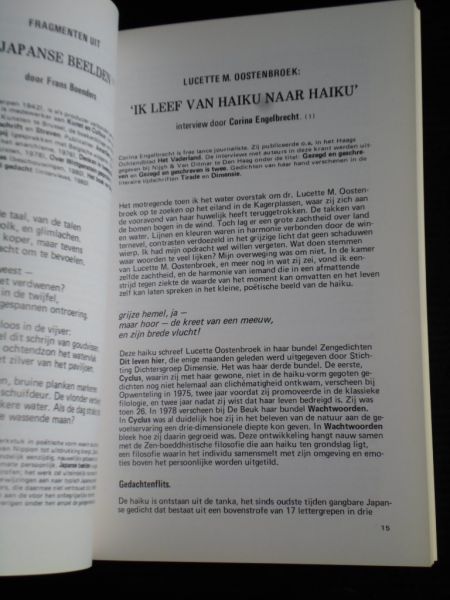 FRAGMENTEN UIT
JAPANSE BEELDEN
door Frans Boenders
taal, van de talen
glimlachen,
koper, maar tevens
om te bevoelen.
weest —
verdwenen?
in de twijfel,
gespannen ontroering.
loos in de vijver:
dit schrijn van goudvissen
ochtendzon het watervlak
het zilver van het paviljoen.
bruine planken markeren
schuifdeur. De vlonder
water. Als de dag straks
wassende maan?
LUCETTE M. OOSTENBROEK:
'IK LEEF VAN HAIKU NAAR HAIKU'
interview door Corina Engelbrecht. (1)
Corina Engelbrecht is free lance journaliste. Zij publiceerde o.a. in het Haags
Ochtendblad Het Vaderland. De interviews met auteurs in deze krant werden uit-
gegeven bij Nijgh & Van Ditmar te Den Haag onder de titel: Gezegd en geschre-
ven en Gezegd en geschreven is twee. Gedichten van haar hand verschenen in de
literaire tijdschriften Tirade en Dimensie.
Het motregende toen ik het water overstak om dr. Lucette M. Oosten-
broek op te zoeken op het eiland in de Kagerplassen, waar zij zich aan
de vooravond van haar huwelijk heeft teruggetrokken. De takken van
de bomen bogen in de wind. Toch lag er een grote zachtheid over land
en water. Lijnen en kleuren waren in harmonie verbonden door de win-
ternevel, contrasten verdoezeld in het grijzige licht dat geen schaduwen
wierp. Ik had mijn opdracht wel willen vergeten. Wat doen stemmen
waar woorden te veel lijken? Mijn overweging was om niet. In de kamer
van Lucette M. Oostenbroek, en meer nog in wat zij zei, vond ik een-
zelfde zachtheid, en de harmonie van iemand die in een afmattende
strijd tegen ziekte de waarde van het moment kan omvatten en het leven
zelf kan laten spreken in het kleine, poëtische beeld van de haiku.
grijze hemel, ja —
maar hoor — de kreet van een meeuw,
en zijn brede vlucht!
Deze haiku schreef Lucette Oostenbroek in haar bundel Zengedichten
Dit leven hier, die enige maanden geleden werd uitgegeven door Stich-
ting Dichtersgroep Dimensie. Het was haar derde bundel. De eerste,
Cyclus, waarin zij met haar gewone, niet in de haiku-vorm gegoten ge-
dichten nog niet helemaal aan clichématigheid ontkwam, verscheen bij
Opwenteling in 1975, twee jaar voordat zij promoveerde in de klassieke
filologie, en twee jaar nadat zij wist dat haar leven bedreigd werd. Zij was
toen 26. In 1978 verscheen bij De Beuk haar bundel Wachtwoorden.
In Cyclus was al duidelijk hoe zij in het beleven van de natuur aan de ge-
voelservaring een drie-dimensionele diepte kon geven. In Wachtwoorden
bleek hoe zij daarin gegroeid was. Deze ontwikkeling hangt nauw samen
met de Zen-boeddhistische filosofie die aan haiku ten grondslag ligt,
een filosofie waarin het individu samensmelt met zijn omgeving en emo-
ties boven het persoonlijke worden uitgetild.
Gedachtenflits.
De haiku is ontstaan uit de tanka, het sinds oudste tijden gangbare Japan-
se gedicht dat bestaat uit een bovenstrofe van 17 lettergrepen in drie
15